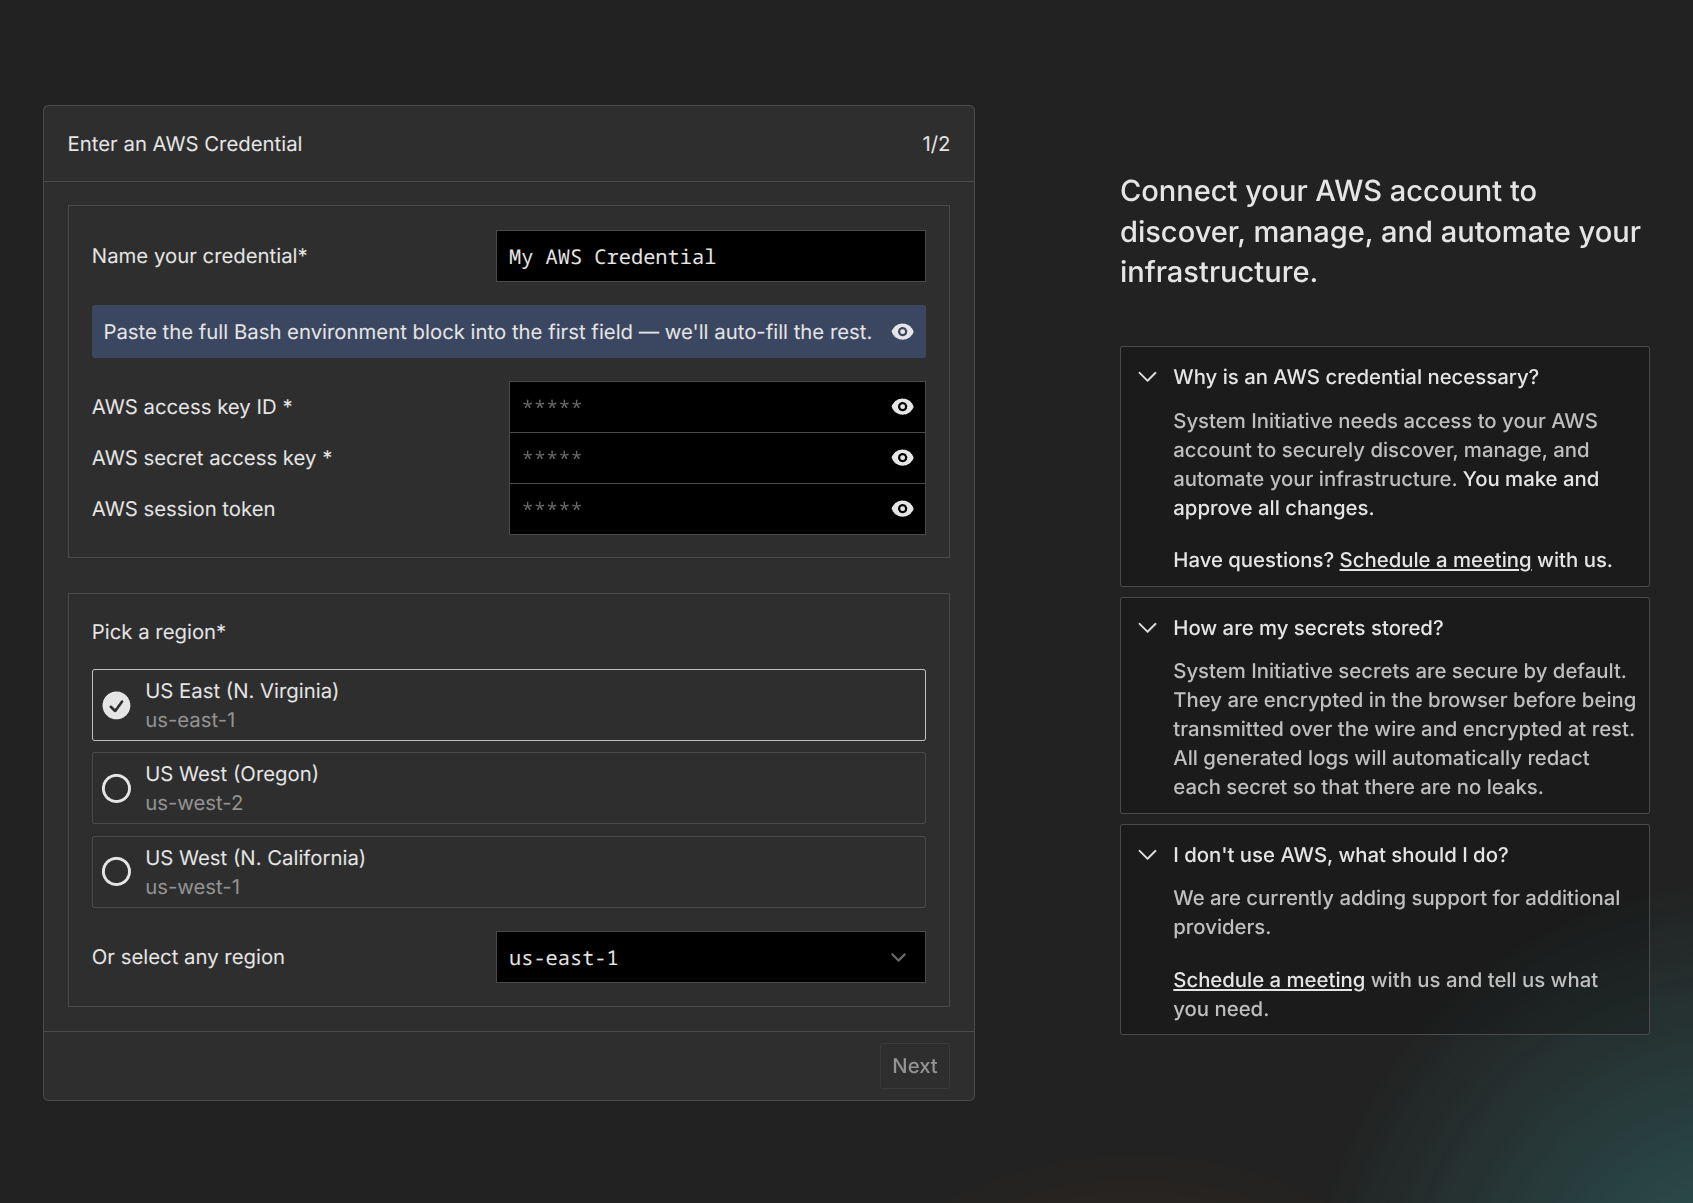 Enter an AWS Credential
1/2
Name your credential*
My AWS Credential
Paste the full Bash environment block into the first field — we'll auto-fill the rest.
AWS access key ID *
*****
AWS secret access key *
*****
AWS session token
*****
Pick a region*
US East (N. Virginia)
us-east-1
US West (Oregon)
us-west-2
US West (N. California)
us-west-1
Or select any region
us-east-1
Next
Connect your AWS account to
discover, manage, and automate your
infrastructure.
Why is an AWS credential necessary?
System Initiative needs access to your AWS
account to securely discover, manage, and
automate your infrastructure. You make and
approve all changes.
Have questions? Schedule a meeting with us.
How are my secrets stored?
System Initiative secrets are secure by default.
They are encrypted in the browser before being
transmitted over the wire and encrypted at rest.
All generated logs will automatically redact
each secret so that there are no leaks.
I don't use AWS, what should I do?
We are currently adding support for additional
providers.
Schedule a meeting with us and tell us what
you need.